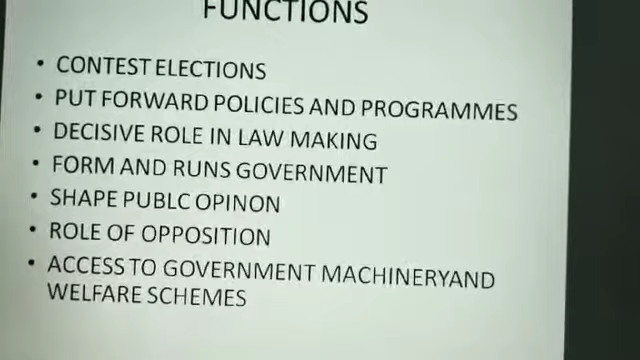 FUNCTIONS
• CONTEST ELECTIONS
• PUT FORWARD POLICIES AND PROGRAMMES
• DECISIVE ROLE IN LAW MAKING
• FORM AND RUNS GOVERNMENT
• SHAPE PUBLC OPINON
• ROLE OF OPPOSITION
• ACCESS TO GOVERNMENT MACHINERYAND
WELFARE SCHEMES